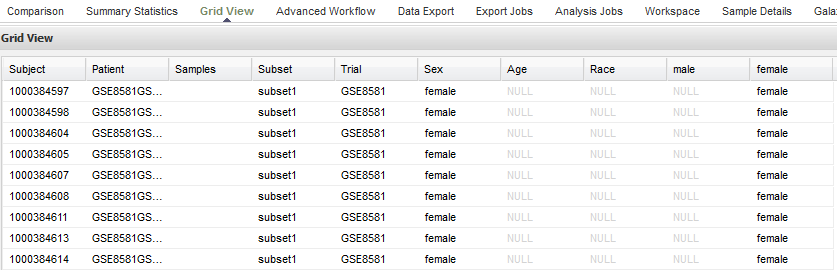 Comparison Summary Statistics Grid View Advanced Workflow Data Export Export Jobs Analysis Jobs Workspace Sample Details Gala
Grid View
Subject Patient Samples Subset Trial Sex Age Race male female
1000384597 GSE8581GS... subset1 GSE8581 female NULL NULL NULL female
1000384598 GSE8581GS... subset1 GSE8581 female NULL NULL NULL female
1000384604 GSE8581GS... subset1 GSE8581 female NULL NULL NULL female
1000384605 GSE8581GS... subset1 GSE8581 female NULL NULL NULL female
1000384607 GSE8581GS... subset1 GSE8581 female NULL NULL NULL female
1000384608 GSE8581GS... subset1 GSE8581 female NULL NULL NULL female
1000384611 GSE8581GS... subset1 GSE8581 female NULL NULL NULL female
1000384613 GSE8581GS... subset1 GSE8581 female NULL NULL NULL female
1000384614 GSE8581GS... subset1 GSE8581 female NULL NULL NULL female